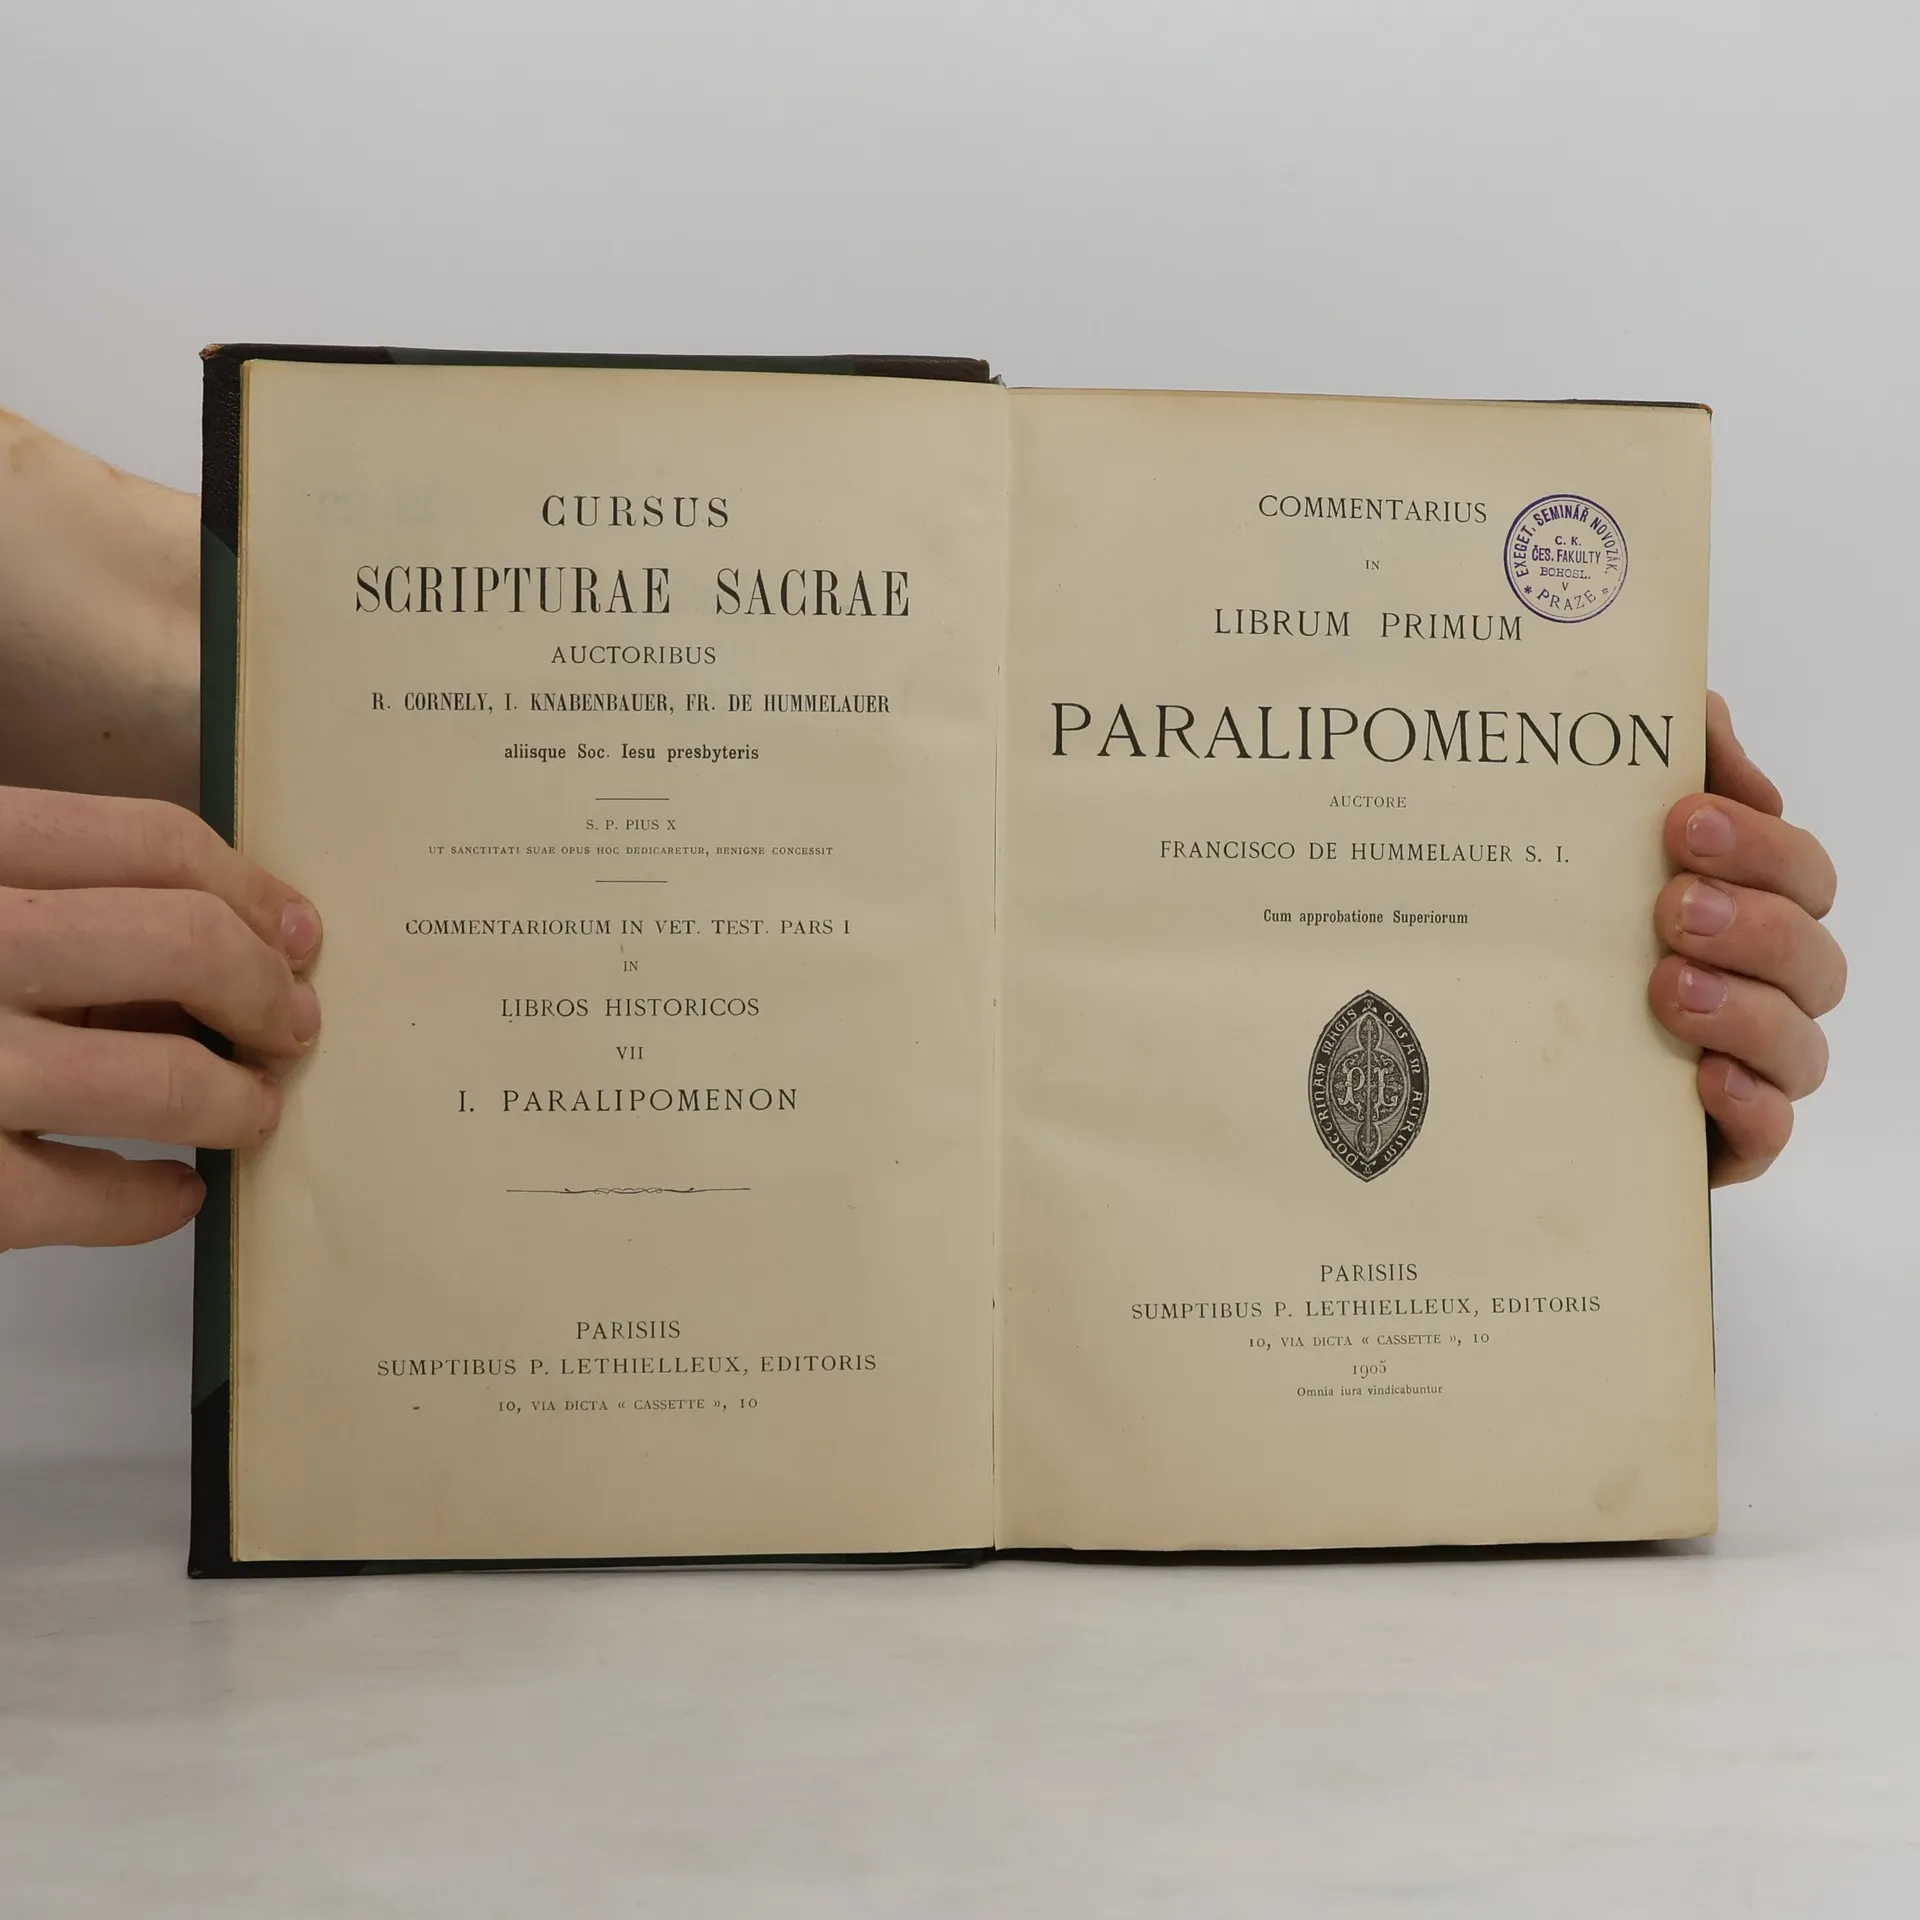 CURSUS
SCRIPTURAE SACRAE
AUCTORIBUS
R. CORNELY, I. KNABENBAUER, FR. DE HUMMELAUER
aliisque Soc. Iesu presbyteris
S. P. PIUS X
UT SANCTITATI SUAE OPUS HOC DEDICARETUR, BENIGNE CONCESSIT
COMMENTARIORUM IN VET. TEST. PARS I
IN
LIBROS HISTORICOS
VII
I. PARALIPOMENON
PARISIIS
SUMPTIBUS P. LETHIELLEUX, EDITORIS
10, VIA DICTA « CASSETTE », 10
COMMENTARIUS
IN
LIBRUM PRIMUM
PARALIPOMENON
AUCTORE
FRANCISCO DE HUMMELAUER S. I.
Cum approbatione Superiorum
DOCTRINAM MAGIS QUAM AURUM
PL
PARISIIS
SUMPTIBUS P. LETHIELLEUX, EDITORIS
10, VIA DICTA « CASSETTE », 10
1905
Omnia iura vindicabuntur
EXEGET. SEMINÁŘ NOVOZÁK.
C. K.
ČES. FAKULTY
BOHOSL.
V
* PRAZE *